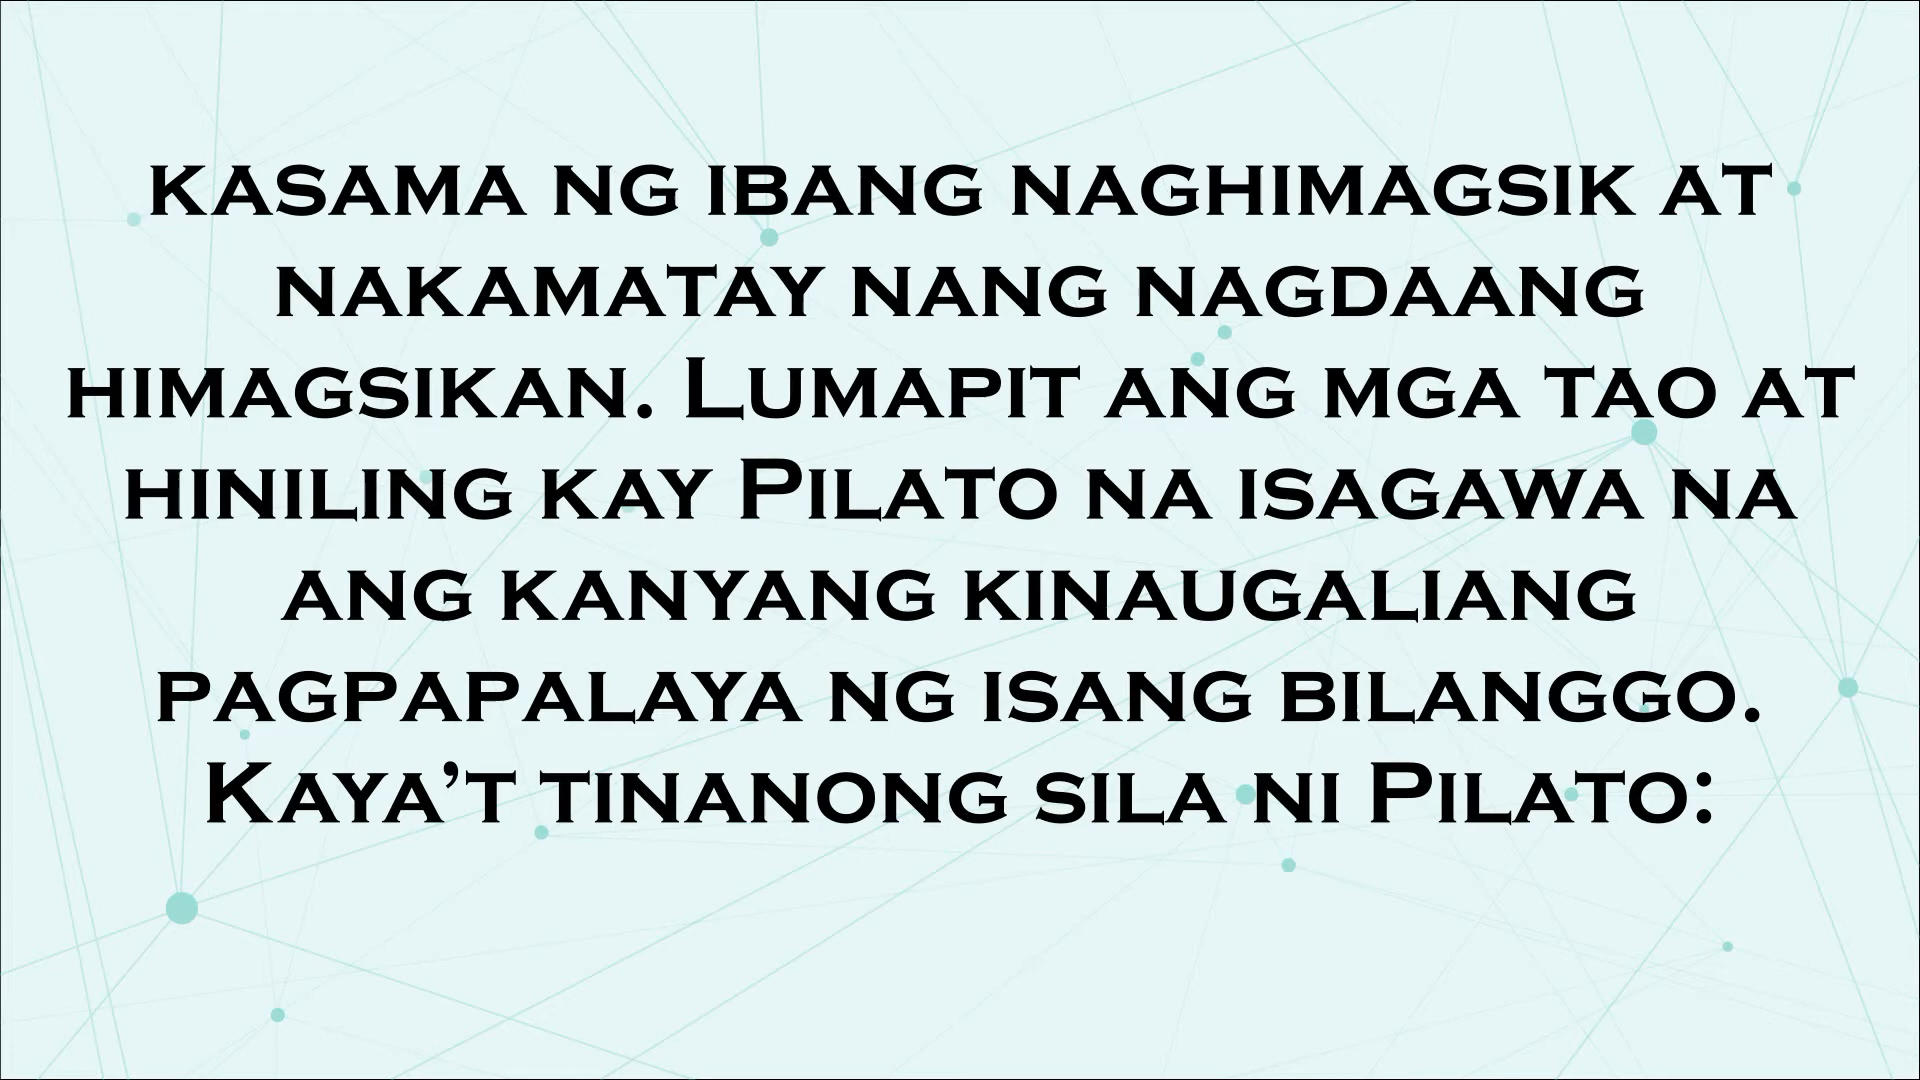 kasama ng ibang naghimagsik at
nakamatay nang nagdaang
himagsikan. Lumapit ang mga tao at
hiniling kay Pilato na isagawa na
ang kanyang kinaugaliang
pagpapalaya ng isang bilanggo.
Kaya’t tinanong sila ni Pilato: